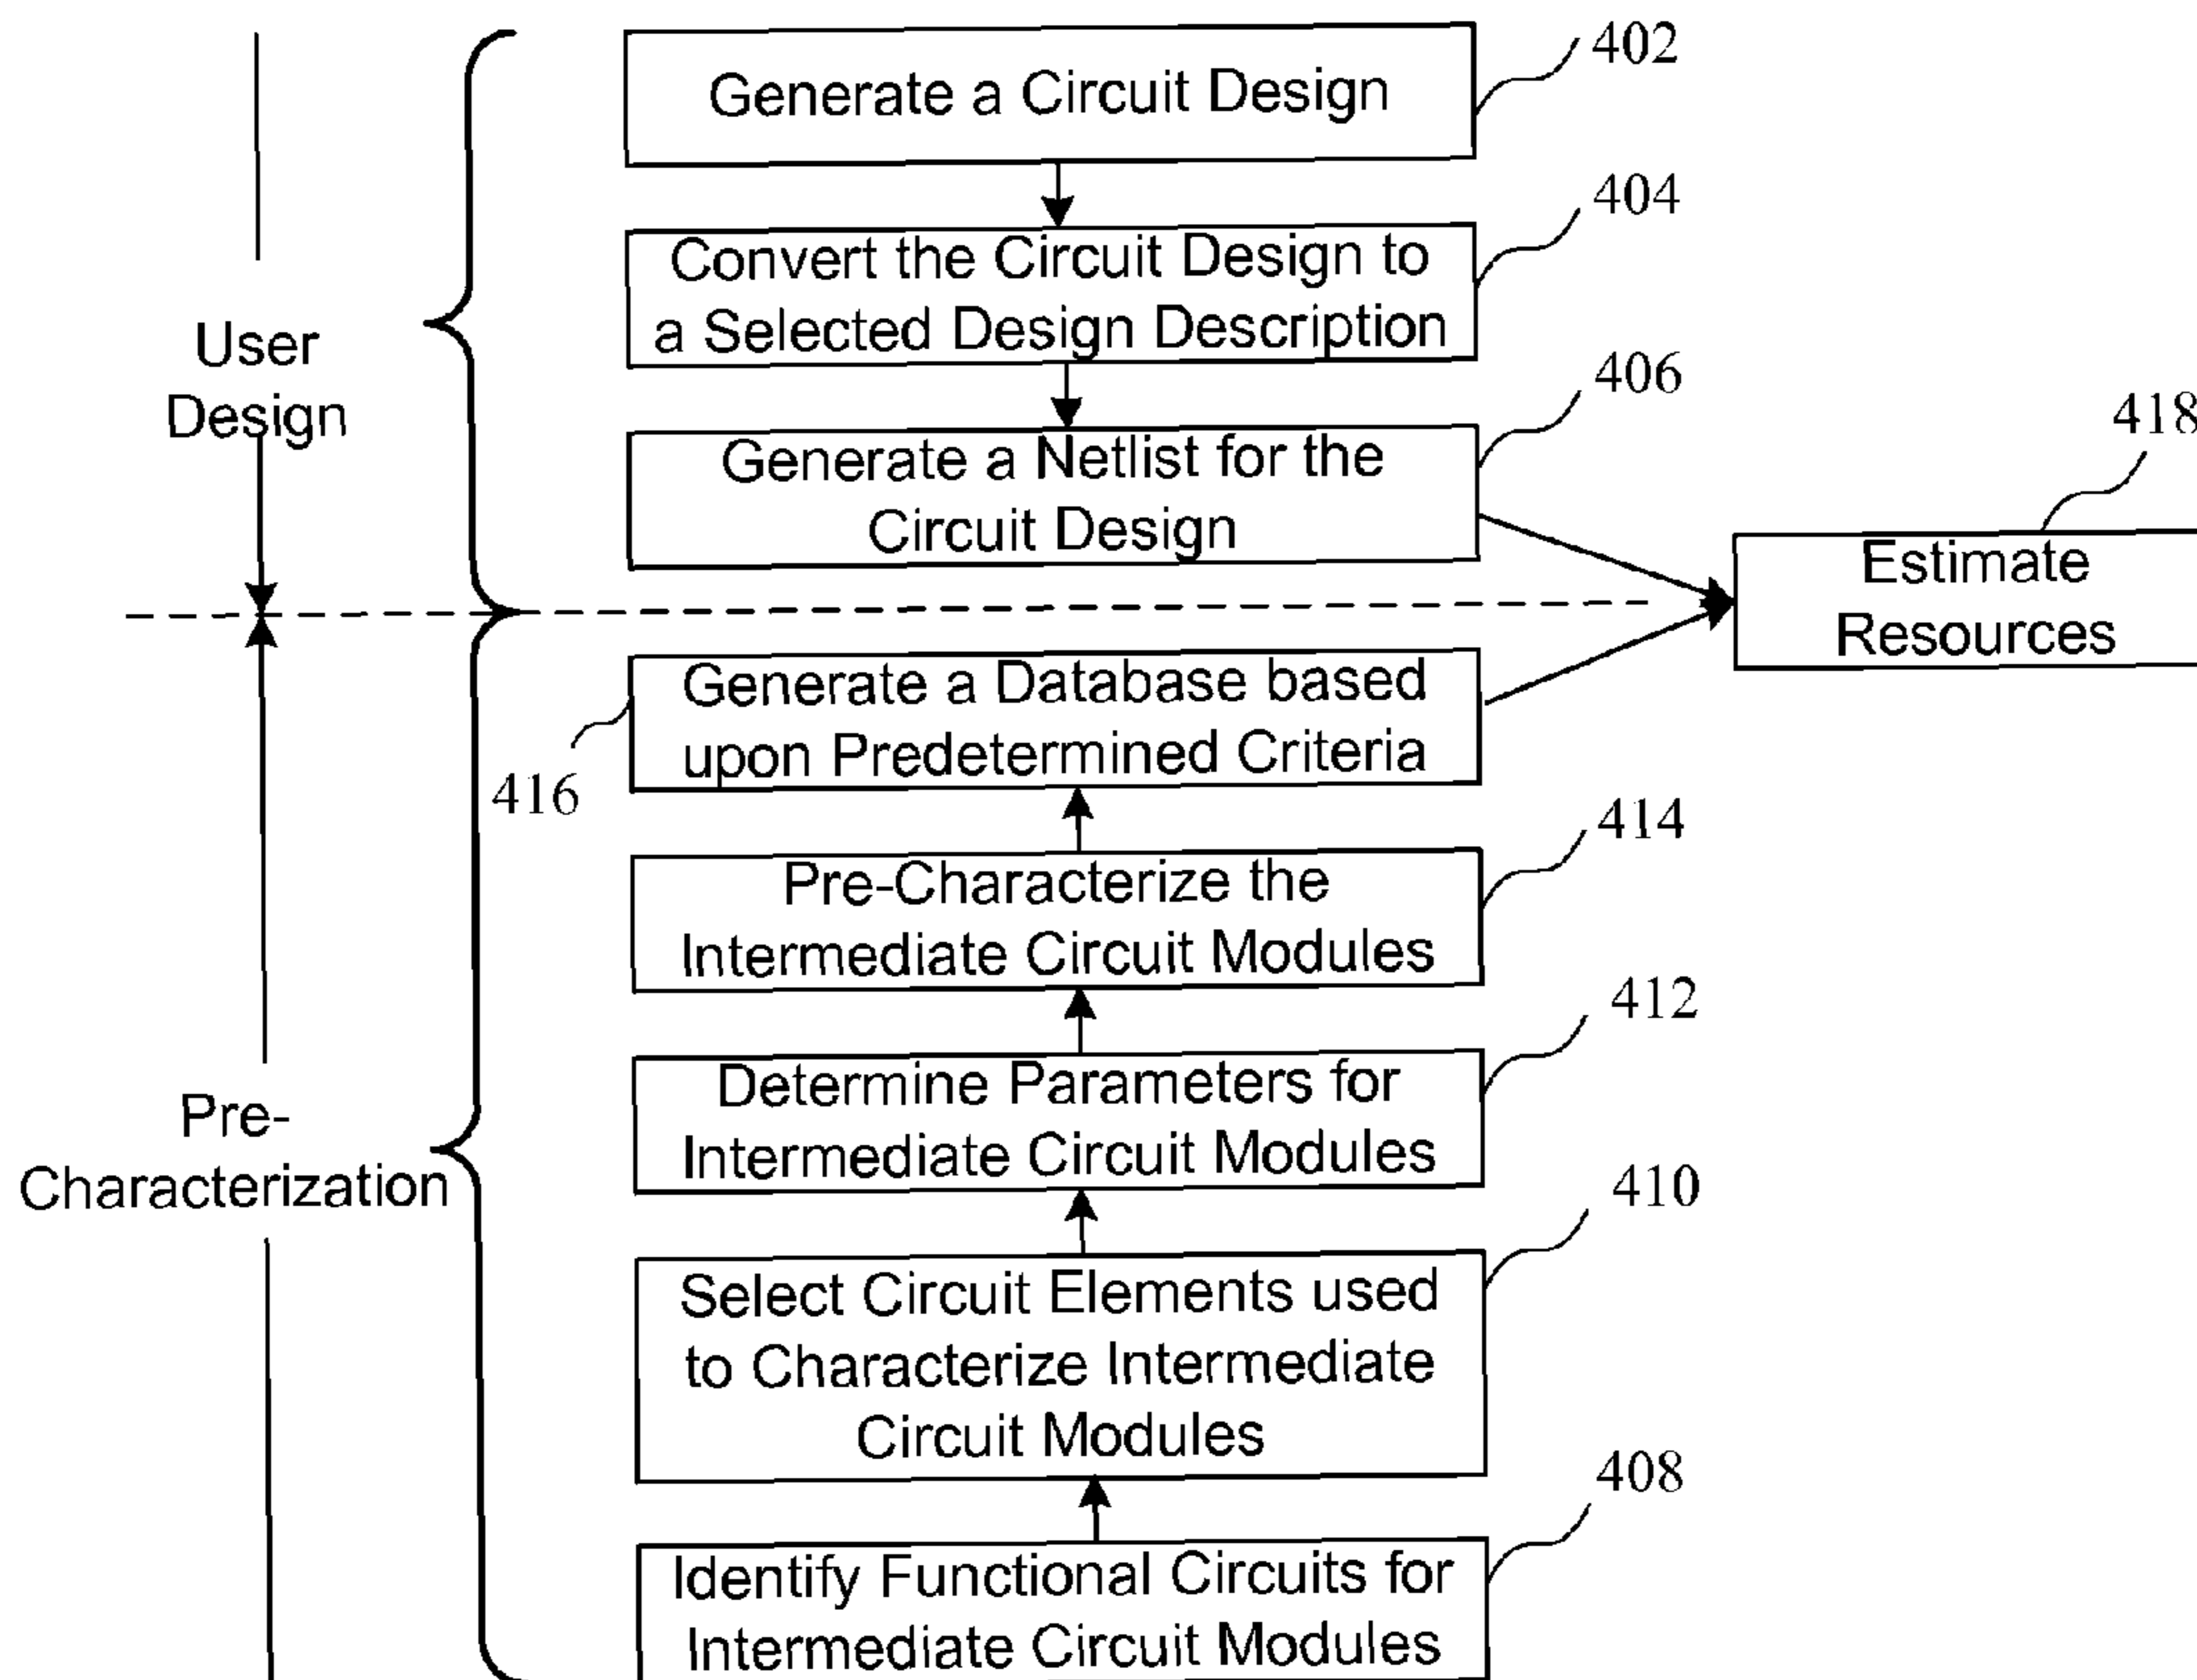 402
Generate a Circuit Design
404
Convert the Circuit Design to
a Selected Design Description
406
Generate a Netlist for the
Circuit Design
User
Design
418
Estimate
Resources
Generate a Database based
upon Predetermined Criteria
416
414
Pre-Characterize the
Intermediate Circuit Modules
412
Determine Parameters for
Intermediate Circuit Modules
Pre-
Characterization
410
Select Circuit Elements used
to Characterize Intermediate
Circuit Modules
408
Identify Functional Circuits for
Intermediate Circuit Modules